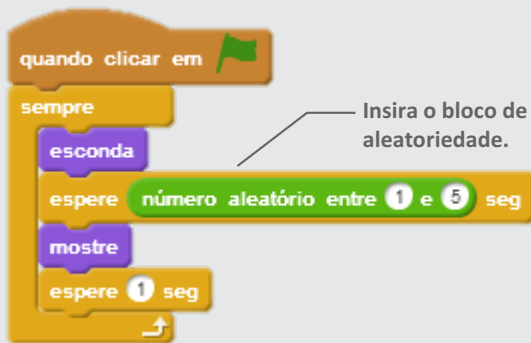 quando clicar em
sempre
Insira o bloco de
aleatoriedade.
esconda
espere número aleatório entre 1 e 5 seg
mostre
espere 1 seg